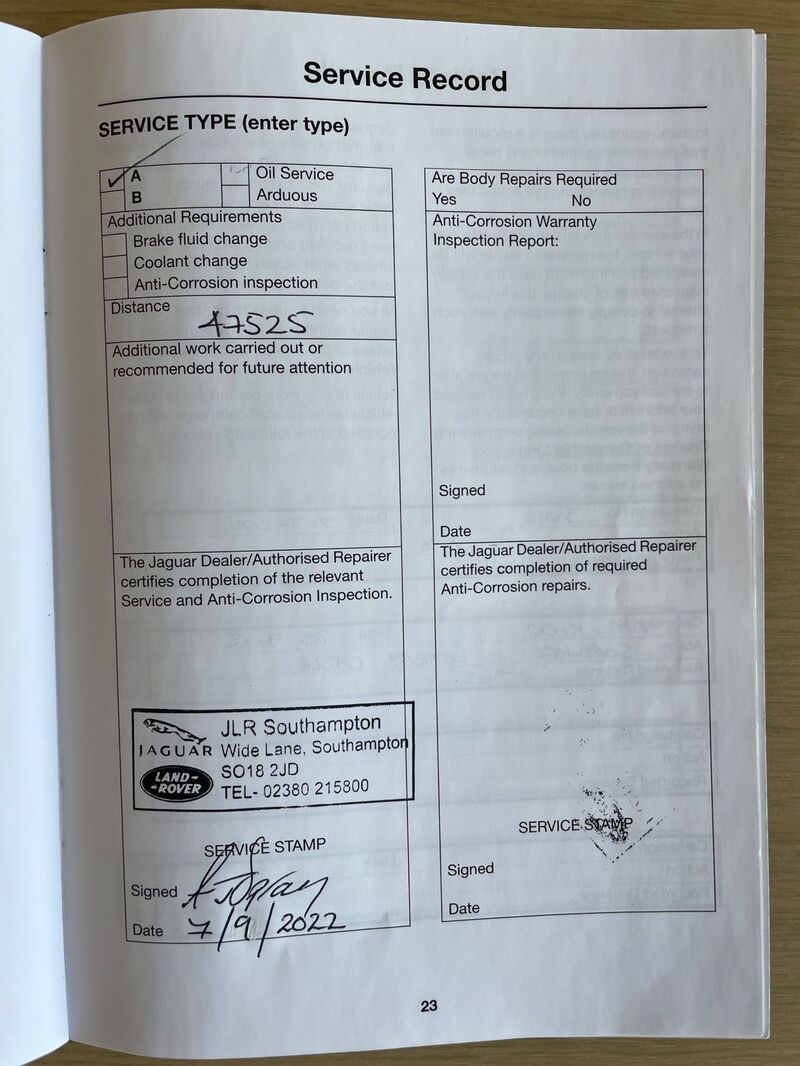 Service Record
SERVICE TYPE (enter type)
A
Oil Service
B
Arduous
Additional Requirements
Brake fluid change
Coolant change
Anti-Corrosion inspection
Distance
47525
Additional work carried out or
recommended for future attention
The Jaguar Dealer/Authorised Repairer
certifies completion of the relevant
Service and Anti-Corrosion Inspection.
JAGUAR
LAND-
-ROVER
JLR Southampton
Wide Lane, Southampton
SO18 2JD
TEL- 02380 215800
SERVICE STAMP
Signed
Date 7/9/2022
Are Body Repairs Required
Yes No
Anti-Corrosion Warranty
Inspection Report:
Signed
Date
The Jaguar Dealer/Authorised Repairer
certifies completion of required
Anti-Corrosion repairs.
SERVICE STAMP
Signed
Date
23